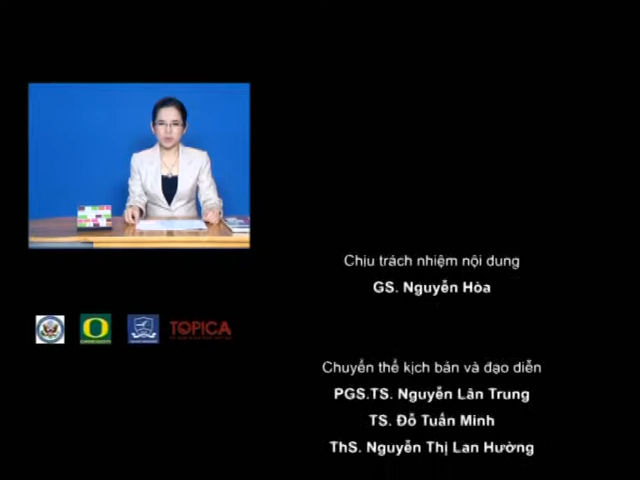 Chịu trách nhiệm nội dung
GS. Nguyễn Hòa
TOPICA
Chuyển thể kịch bản và đạo diễn
PGS.TS. Nguyễn Lân Trung
TS. Đỗ Tuấn Minh
ThS. Nguyễn Thị Lan Hường